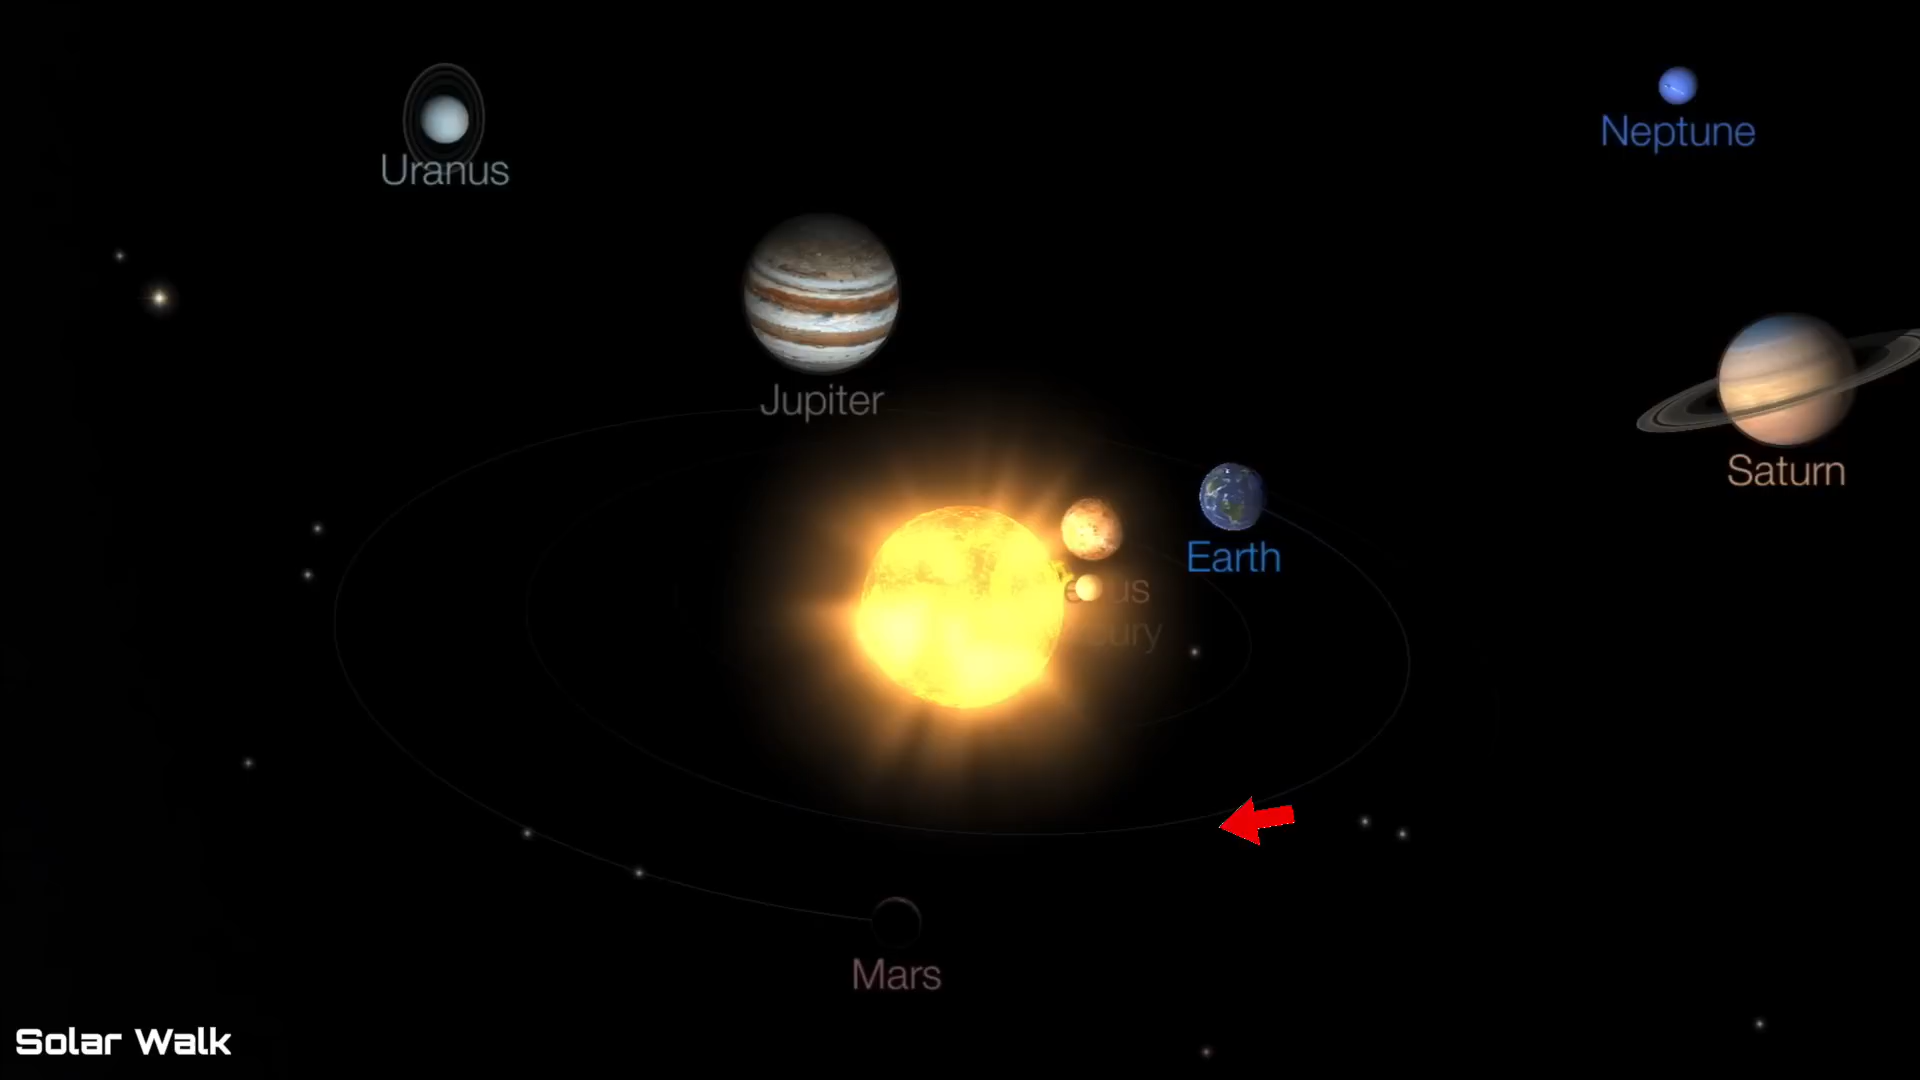 Uranus
Neptune
Jupiter
Saturn
Earth
Mars
Solar Walk